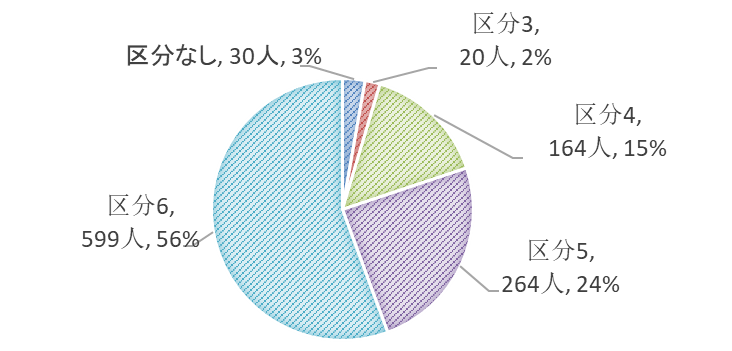 区分なし, 30人, 3%
区分3,
20人, 2%
区分4,
164人, 15%
区分5,
264人, 24%
区分6,
599人, 56%